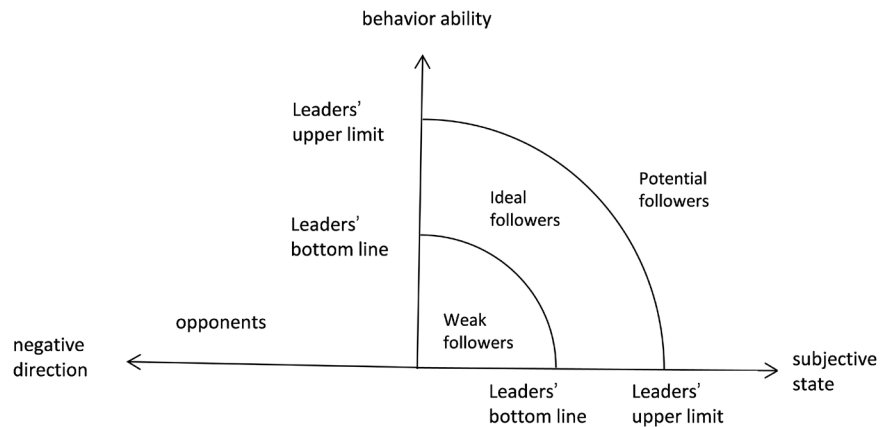 behavior ability
Leaders’
upper limit
Potential
followers
Ideal
followers
Leaders’
bottom line
opponents
Weak
followers
negative
direction
subjective
state
Leaders’
bottom line
Leaders’
upper limit